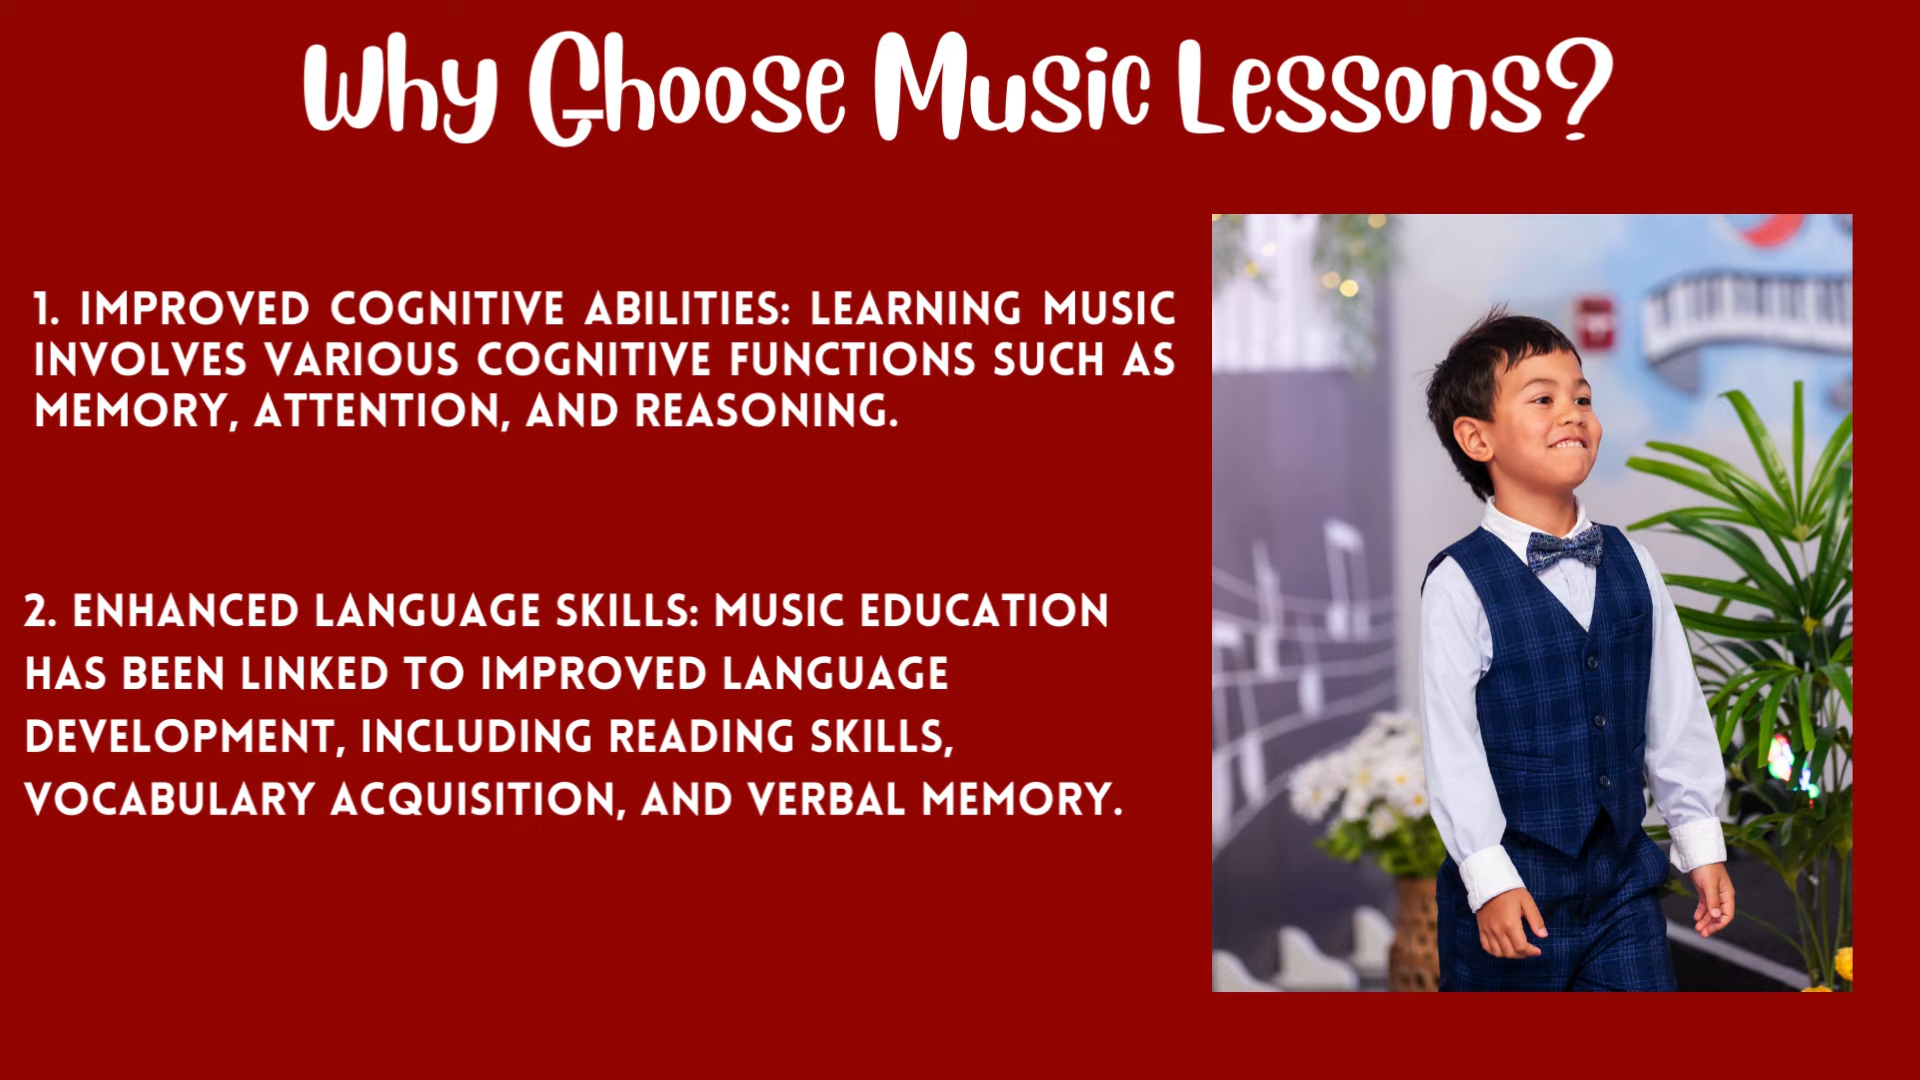 Why Choose Music Lessons?
1. IMPROVED COGNITIVE ABILITIES: LEARNING MUSIC
INVOLVES VARIOUS COGNITIVE FUNCTIONS SUCH AS
MEMORY, ATTENTION, AND REASONING.
2. ENHANCED LANGUAGE SKILLS: MUSIC EDUCATION
HAS BEEN LINKED TO IMPROVED LANGUAGE
DEVELOPMENT, INCLUDING READING SKILLS,
VOCABULARY ACQUISITION, AND VERBAL MEMORY.